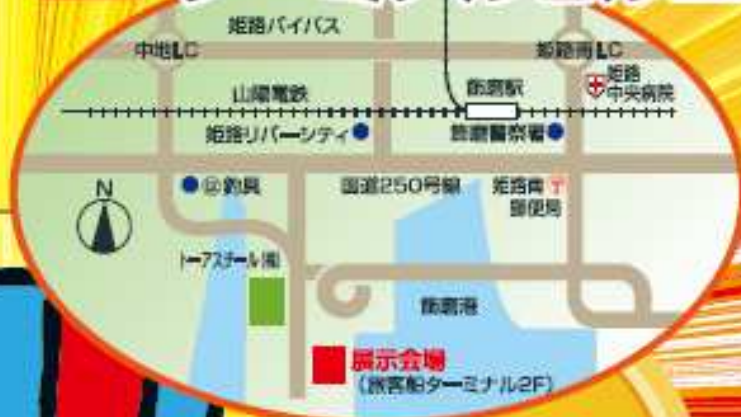 姫路バイパス
中地LC
姫路南LC
姫路
中央病院
山陽電鉄
飾磨駅
姫路リバーシティ
飾磨警察署
N
釣具
国道250号線
姫路南〒
郵便局
トーアスチール㈱
飾磨港
展示会場
(旅客船ターミナル2F)